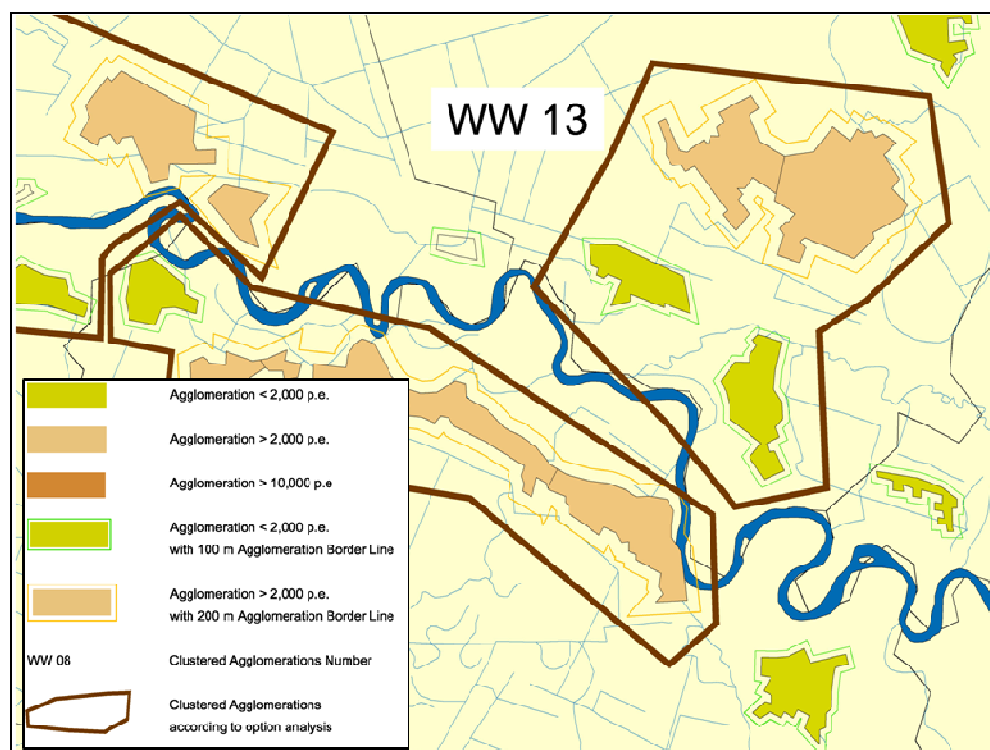 WW 13
Agglomeration < 2,000 p.e.
Agglomeration > 2,000 p.e.
Agglomeration > 10,000 p.e
Agglomeration < 2,000 p.e.
with 100 m Agglomeration Border Line
Agglomeration > 2,000 p.e.
with 200 m Agglomeration Border Line
WW 08
Clustered Agglomerations Number
Clustered Agglomerations
according to option analysis